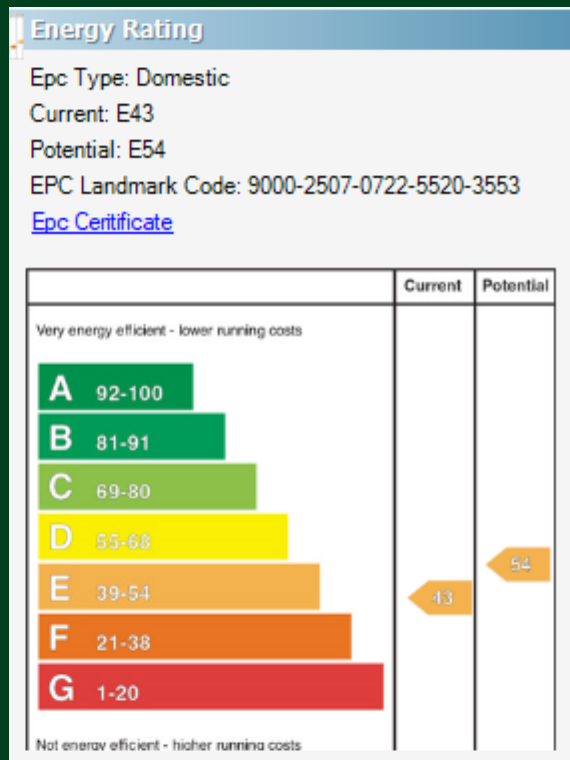 Energy Rating
Epc Type: Domestic
Current: E43
Potential: E54
EPC Landmark Code: 9000-2507-0722-5520-3553
Epc Ceritificate
Current Potential
Very energy efficient - lower running costs
A 92-100
B 81-91
C 69-80
D 55-68
54
E 39-54
43
F 21-38
G 1-20
Not energy efficient - higher running costs